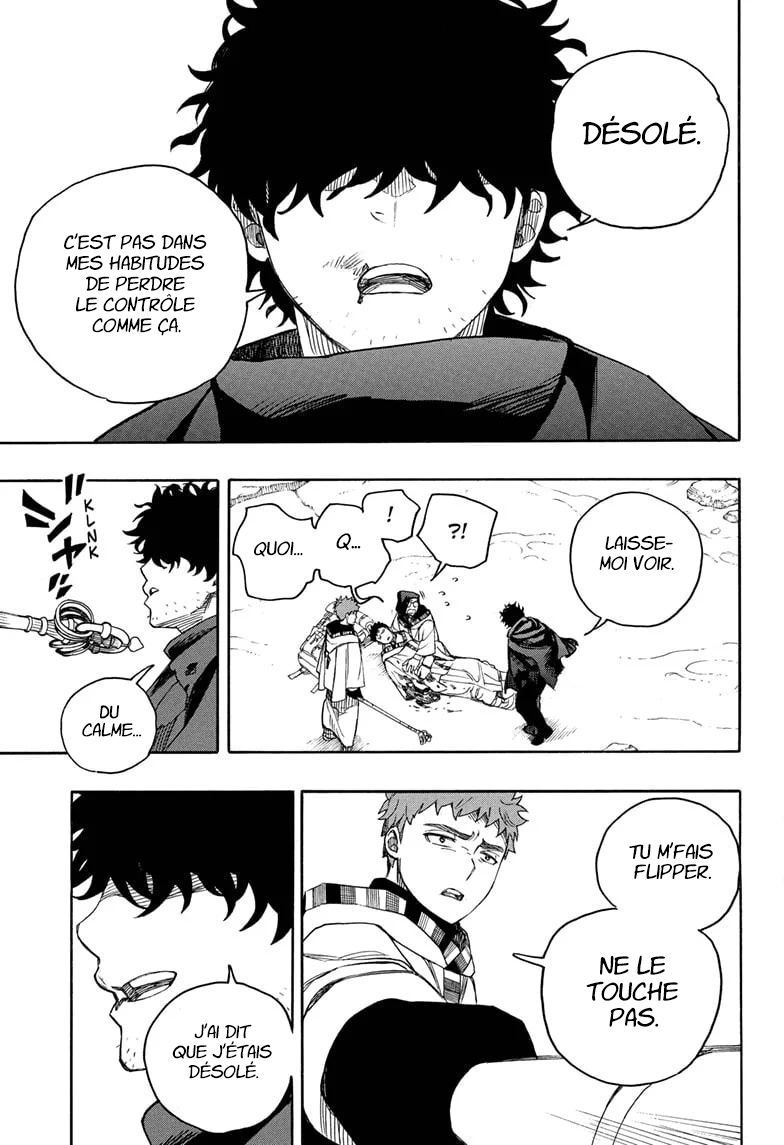 DÉSOLÉ.
C'EST PAS DANS
MES HABITUDES
DE PERDRE
LE CONTRÔLE
COMME ÇA.
LAISSE-
MOI VOIR.
?!
!
Q...
QUOI...
KLNK
DU
CALME...
TU M'FAIS
FLIPPER.
NE LE
TOUCHE
PAS.
J'AI DIT
QUE J'ÉTAIS
DÉSOLÉ.